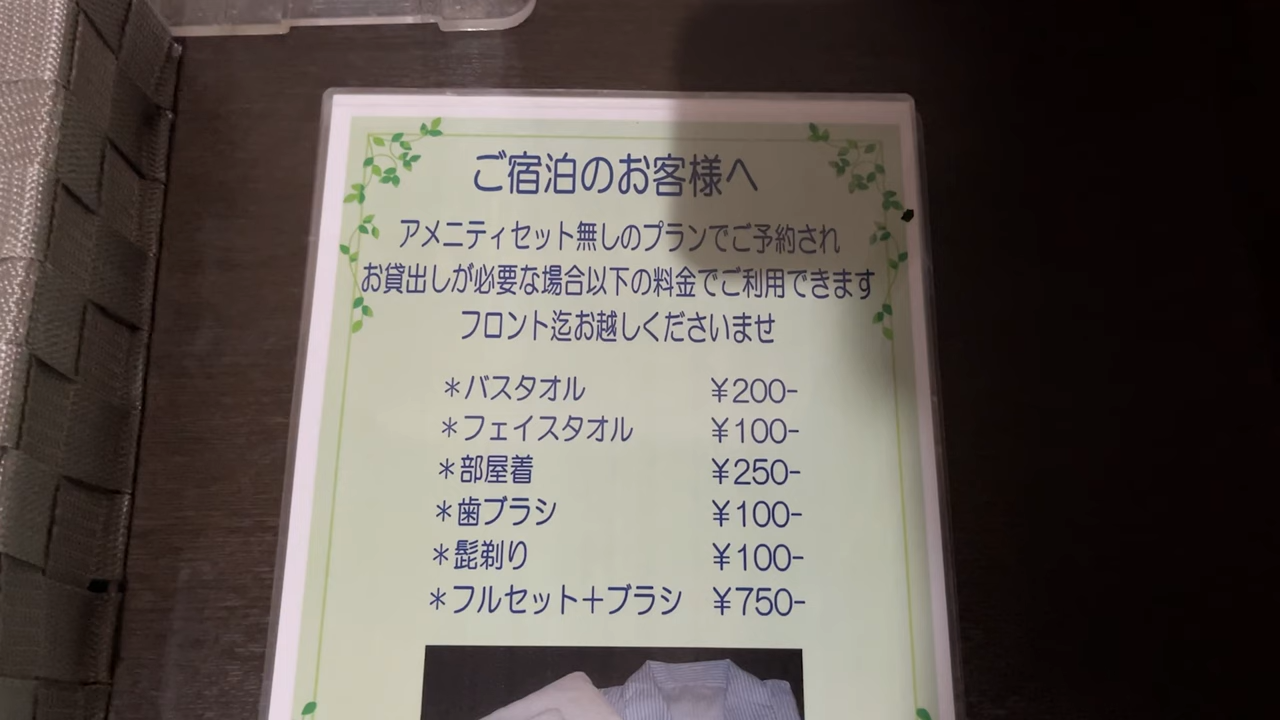 ご宿泊のお客様へ
アメニティセット無しのプランでご予約され
お貸出しが必要な場合以下の料金でご利用できます
フロント迄お越しくださいませ
＊バスタオル ¥200-
＊フェイスタオル ¥100-
＊部屋着 ¥250-
＊歯ブラシ ¥100-
＊髭剃り ¥100-
＊フルセット＋ブラシ ¥750-